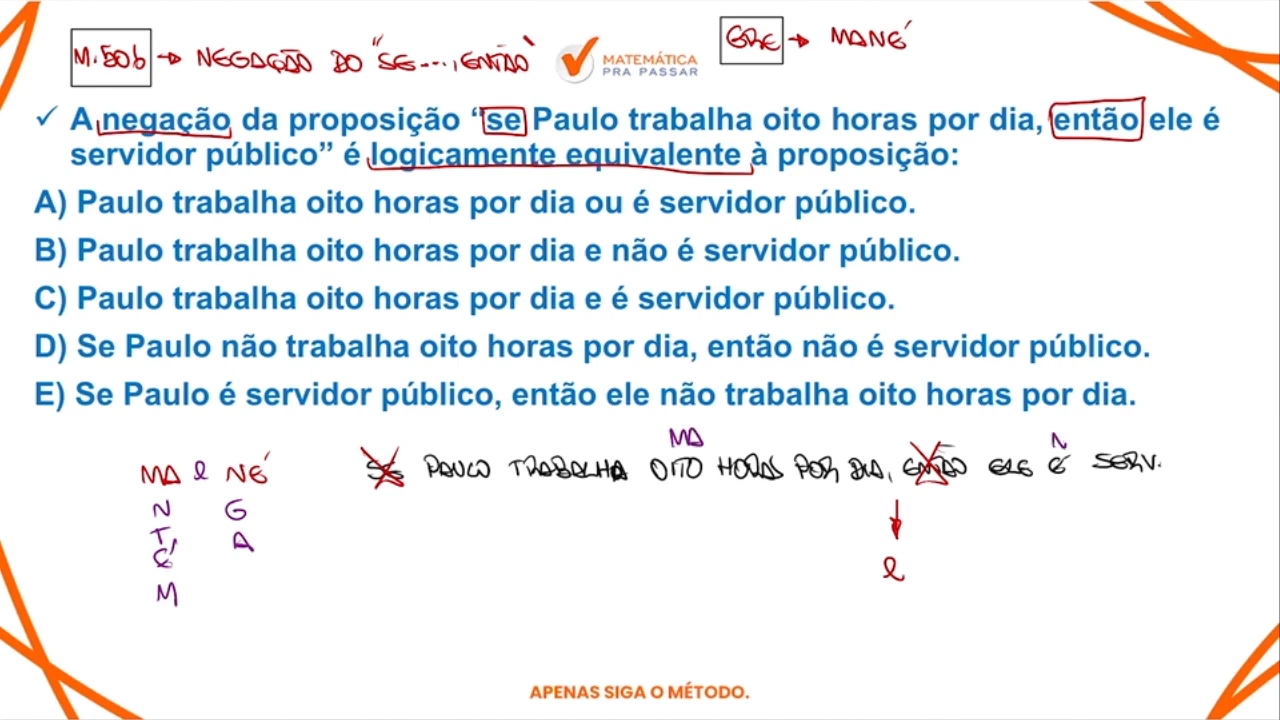 M.50b → NEGAÇÃO DO "SE...,ENTÃO"
MATEMÁTICA
PRA PASSAR
GRE → MANÉ
✓ A negação da proposição “se Paulo trabalha oito horas por dia, então ele é
servidor público” é logicamente equivalente à proposição:
A) Paulo trabalha oito horas por dia ou é servidor público.
B) Paulo trabalha oito horas por dia e não é servidor público.
C) Paulo trabalha oito horas por dia e é servidor público.
D) Se Paulo não trabalha oito horas por dia, então não é servidor público.
E) Se Paulo é servidor público, então ele não trabalha oito horas por dia.
MA N
MA e NÉ
SE PAULO TRABALHA OITO HORAS POR DIA, ENTÃO ELE É SERV.
N G
T A
É
M
e
APENAS SIGA O MÉTODO.